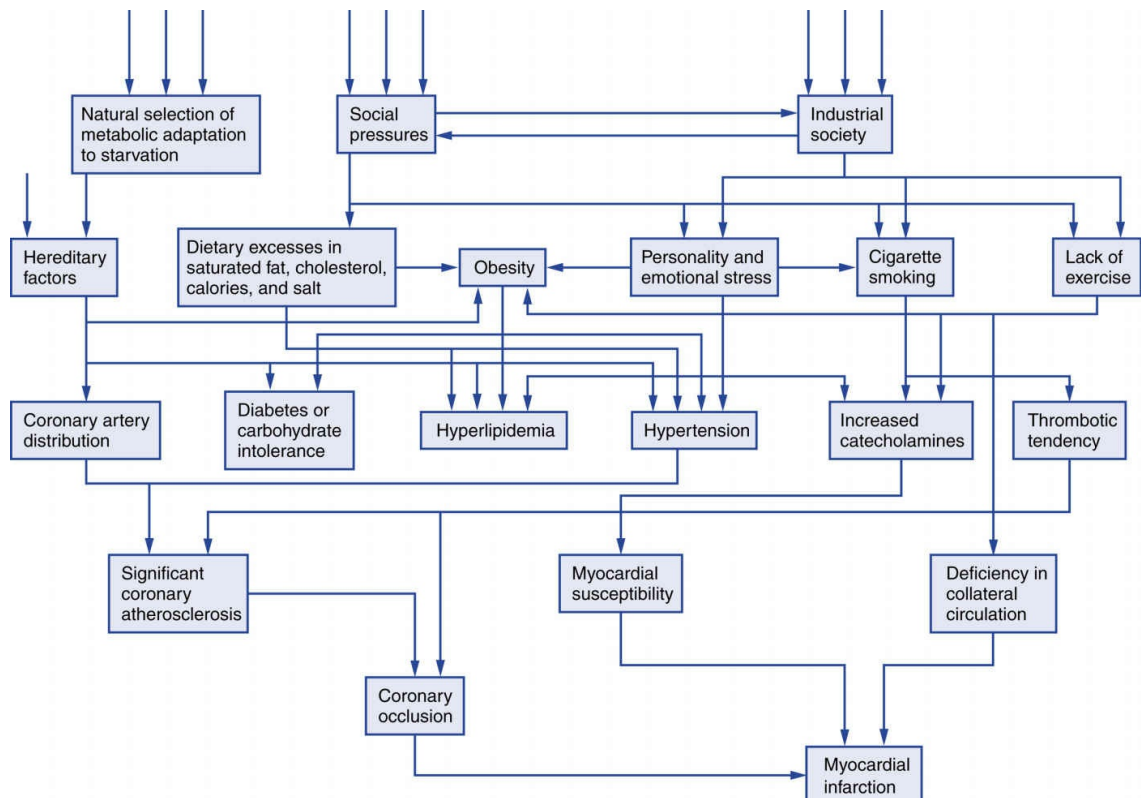 Natural selection of
metabolic adaptation
to starvation
Social
pressures
Industrial
society
Hereditary
factors
Dietary excesses in
saturated fat, cholesterol,
calories, and salt
Obesity
Personality and
emotional stress
Cigarette
smoking
Lack of
exercise
Coronary artery
distribution
Diabetes or
carbohydrate
intolerance
Hyperlipidemia
Hypertension
Increased
catecholamines
Thrombotic
tendency
Significant
coronary
atherosclerosis
Myocardial
susceptibility
Deficiency in
collateral
circulation
Coronary
occlusion
Myocardial
infarction